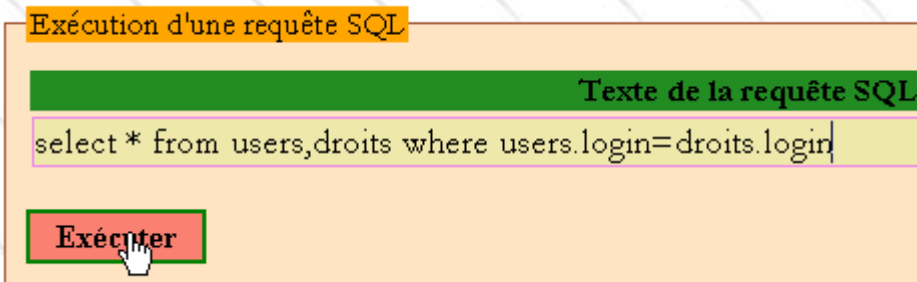 Exécution d'une requête SQL
Texte de la requête SQL
select * from users,droits where users.login=droits.login
Exécuter